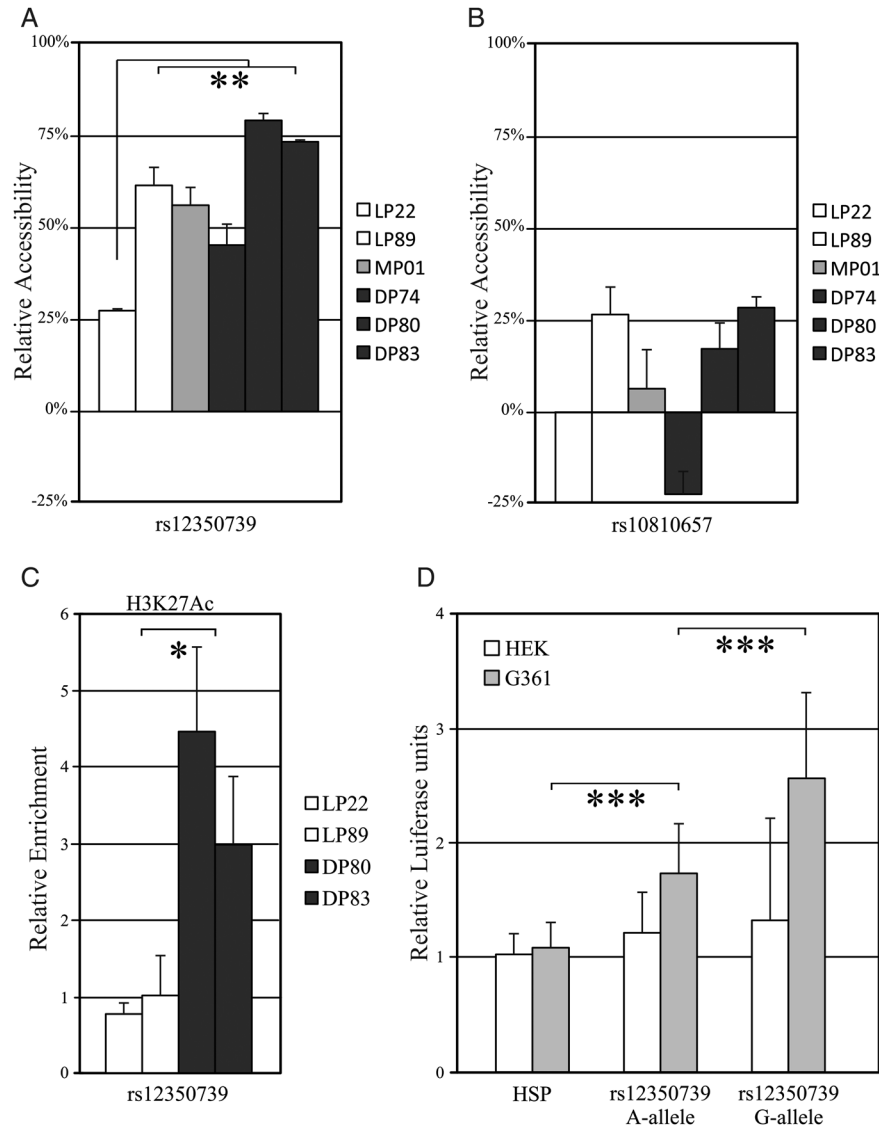 A
100%
75%
50%
25%
0%
-25%
Relative Accessibility
**
rs12350739
LP22
LP89
MP01
DP74
DP80
DP83
B
100%
75%
50%
25%
0%
-25%
Relative Accessibility
rs10810657
LP22
LP89
MP01
DP74
DP80
DP83
C
H3K27Ac
6
5
4
3
2
1
0
Relative Enrichment
*
rs12350739
LP22
LP89
DP80
DP83
D
4
3
2
1
0
Relative Luiferase units
HEK
G361
***
***
HSP
rs12350739
A-allele
rs12350739
G-allele